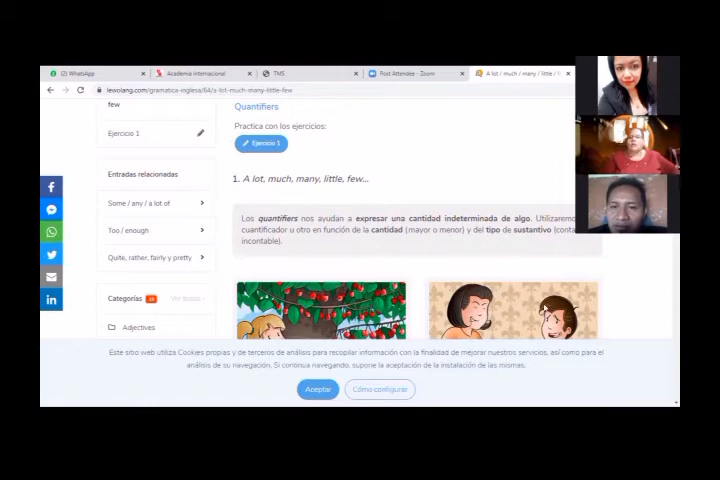 (2) WhatsApp
Academia internacional
TMS
Post Attendee - Zoom
A lot / much / many / little / f
lewolang.com/gramatica-inglesa/64/a-lot-much-many-little-few
few
Ejercicio 1
Entradas relacionadas
Some / any / a lot of
Too / enough
Quite, rather, fairly y pretty
Categorías
Ver todas
Adjectives
Quantifiers
Practica con los ejercicios:
Ejercicio 1
1. A lot, much, many, little, few...
Los quantifiers nos ayudan a expresar una cantidad indeterminada de algo. Utilizaremo
cuantificador u otro en función de la cantidad (mayor o menor) y del tipo de sustantivo (conta
incontable).
Este sitio web utiliza Cookies propias y de terceros de análisis para recopilar información con la finalidad de mejorar nuestros servicios, así como para el
análisis de su navegación. Si continua navegando, supone la aceptación de la instalación de las mismas.
Aceptar
Cómo configurar